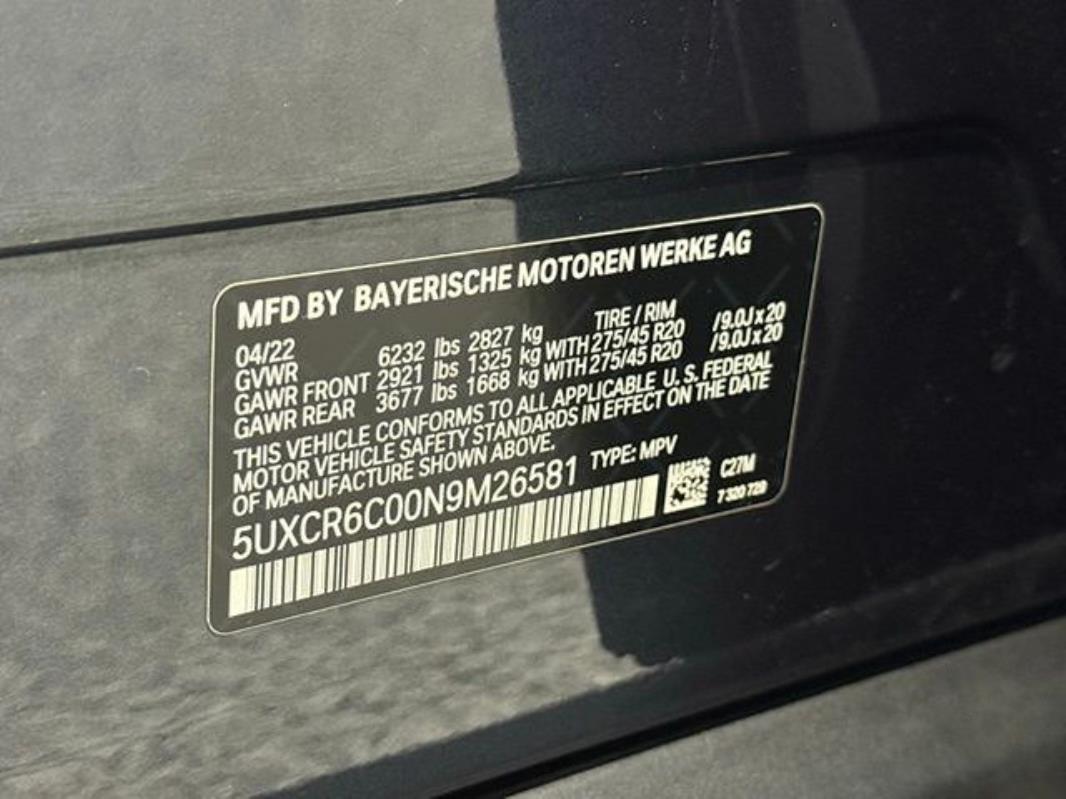 MFD BY BAYERISCHE MOTOREN WERKE AG
04/22 TIRE / RIM
GVWR 6232 lbs 2827 kg
GAWR FRONT 2921 lbs 1325 kg WITH 275/45 R20 /9.0J x 20
GAWR REAR 3677 lbs 1668 kg WITH 275/45 R20 /9.0J x 20
THIS VEHICLE CONFORMS TO ALL APPLICABLE U. S. FEDERAL
MOTOR VEHICLE SAFETY STANDARDS IN EFFECT ON THE DATE
OF MANUFACTURE SHOWN ABOVE.
5UXCR6C00N9M26581 TYPE: MPV
C27M
7 320 729